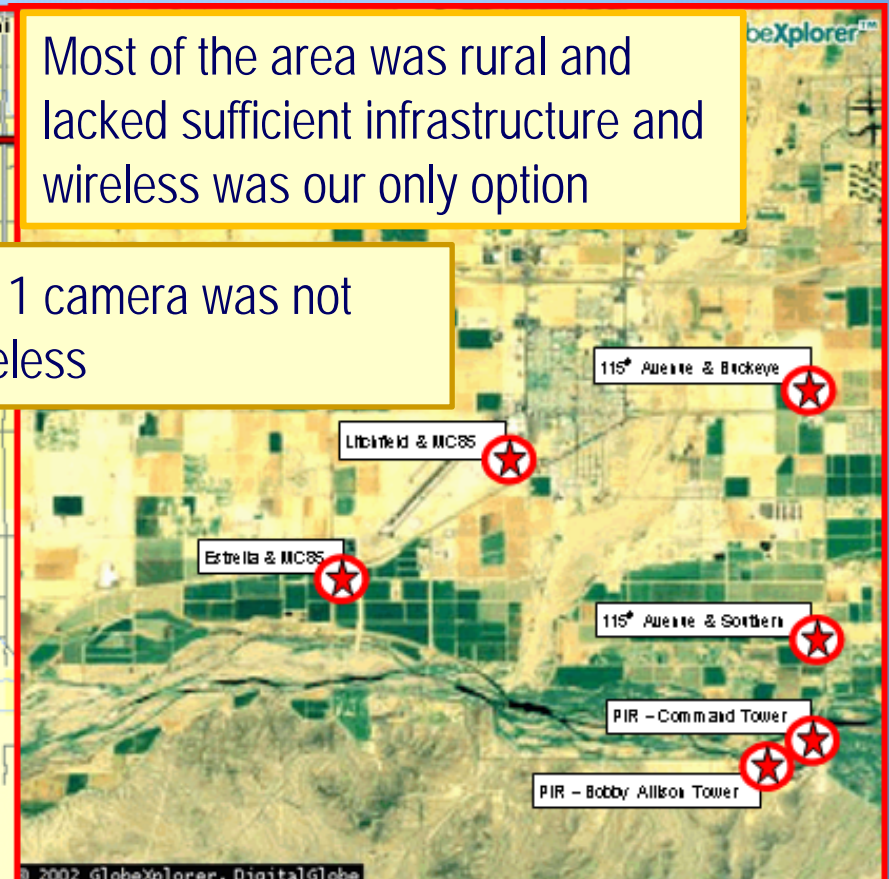 beXplorer™
Most of the area was rural and
lacked sufficient infrastructure and
wireless was our only option
1 camera was not
eless
115th Avenue & Buckeye
Litchfield & MC85
Estrella & MC85
115th Avenue & Southern
PIR – Command Tower
PIR – Bobby Allison Tower
2002 GlobeXplorer, DigitalGlobe